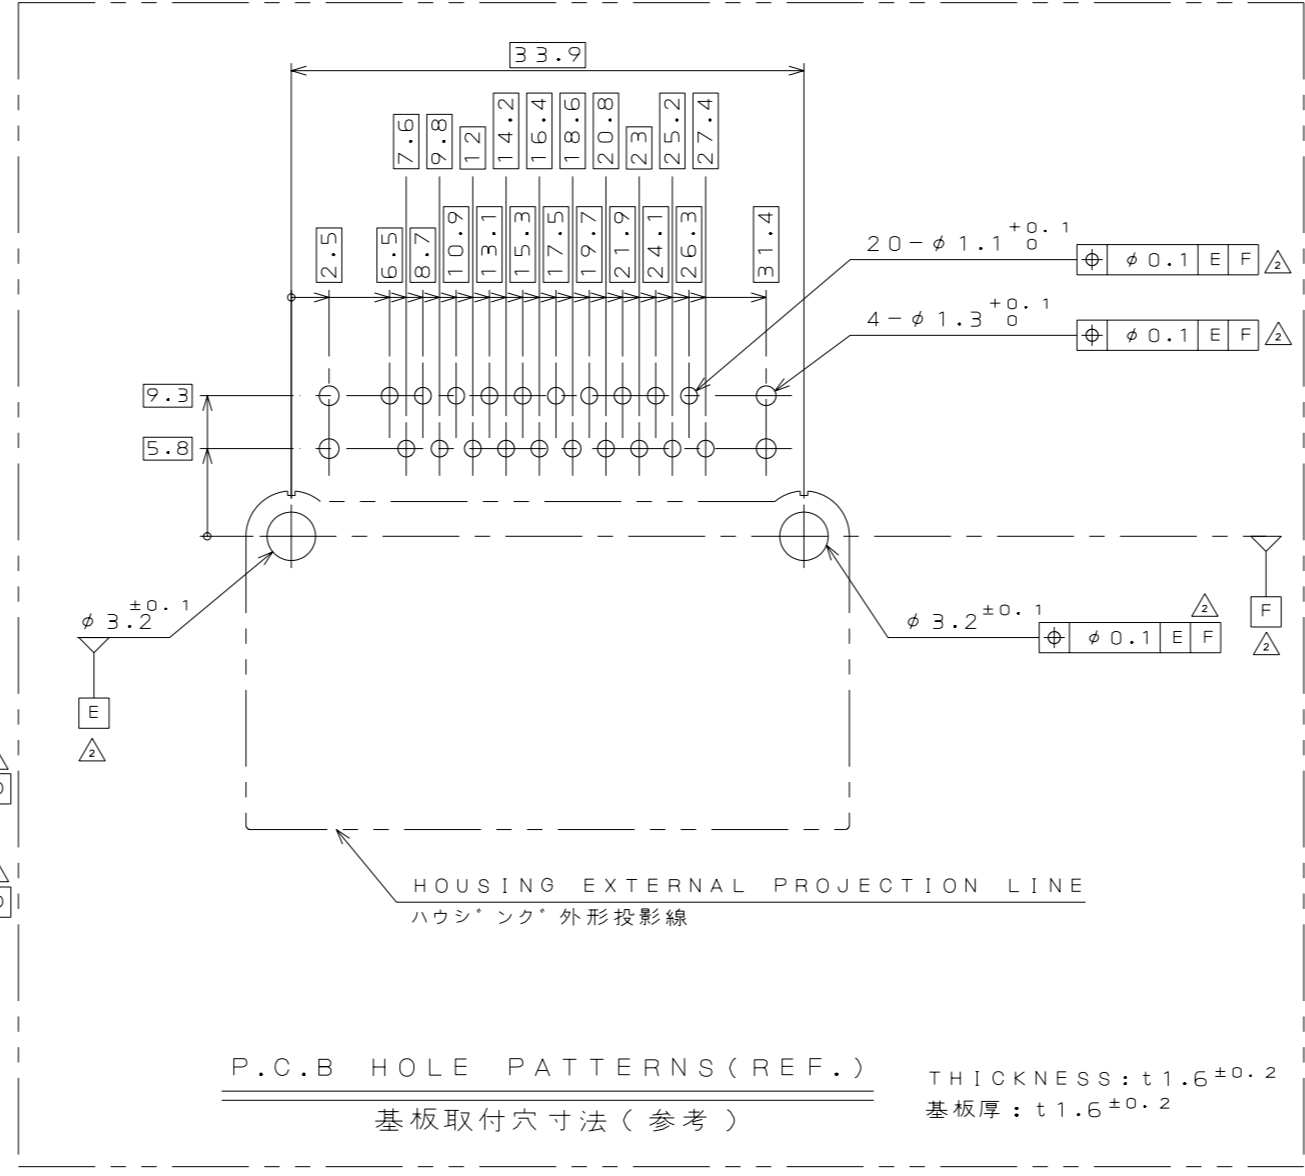 33.9
7.6
9.8
12
14.2
16.4
18.6
20.8
23
25.2
27.4
2.5
6.5
8.7
10.9
13.1
15.3
17.5
19.7
21.9
24.1
26.3
31.4
20-φ1.1 +0.1 0
⌖ φ0.1 E F 2
4-φ1.3 +0.1 0
⌖ φ0.1 E F 2
9.3
5.8
φ3.2 ±0.1
E
2
φ3.2 ±0.1
2
⌖ φ0.1 E F
F
2
HOUSING EXTERNAL PROJECTION LINE
ハウジング外形投影線
P.C.B HOLE PATTERNS(REF.)
基板取付穴寸法(参考)
THICKNESS:t1.6 ±0.2
基板厚:t1.6 ±0.2